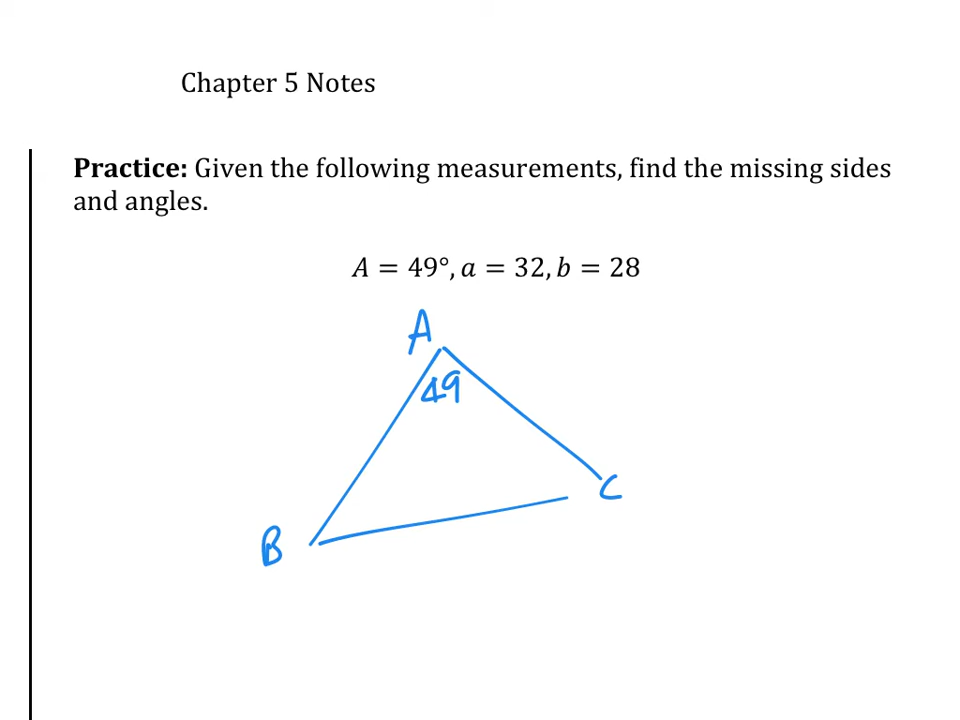 Chapter 5 Notes
Practice: Given the following measurements, find the missing sides
and angles.
A = 49°, a = 32, b = 28
A
49
C
B